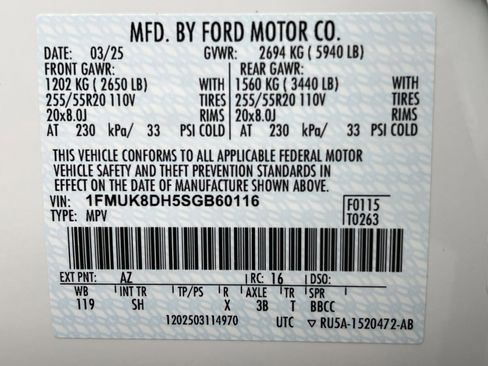 MFD. BY FORD MOTOR CO.
DATE: 03/25 GVWR: 2694 KG ( 5940 LB)
FRONT GAWR: REAR GAWR:
1202 KG ( 2650 LB) WITH 1560 KG ( 3440 LB) WITH
255/55R20 110V TIRES 255/55R20 110V TIRES
20x8.0J RIMS 20x8.0J RIMS
AT 230 kPa/ 33 PSI COLD AT 230 kPa/ 33 PSI COLD
THIS VEHICLE CONFORMS TO ALL APPLICABLE FEDERAL MOTOR
VEHICLE SAFETY AND THEFT PREVENTION STANDARDS IN
EFFECT ON THE DATE OF MANUFACTURE SHOWN ABOVE.
VIN: 1FMUK8DH5SGB60116 F0115
TYPE: MPV T0263
EXT PNT: AZ RC: 16 DSO:
WB INT TR TP/PS R AXLE TR SPR
119 SH X 3B T BBCC
1202503114970 UTC ▽ RU5A-1520472-AB